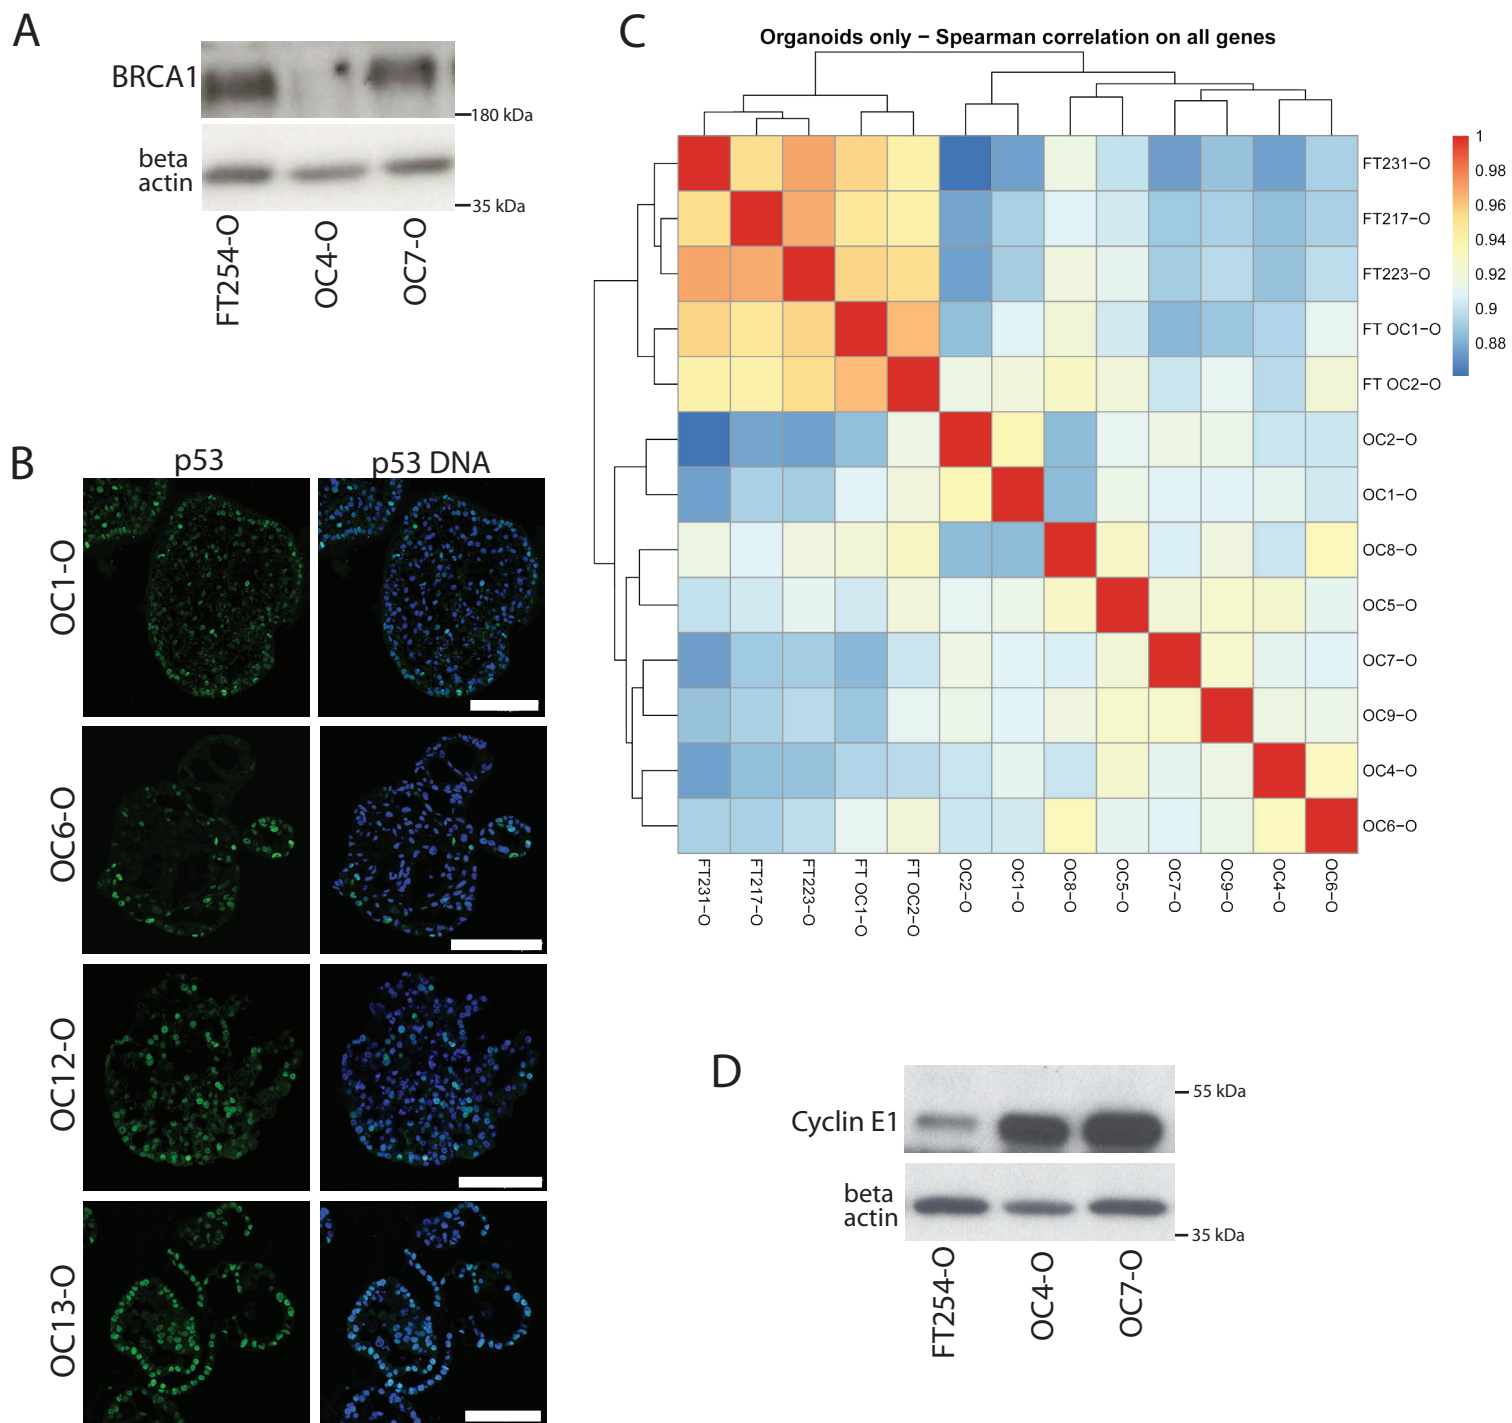 A
BRCA1
180 kDa
beta
actin
35 kDa
FT254-O
OC4-O
OC7-O
B
p53
p53 DNA
OC1-O
OC6-O
OC12-O
OC13-O
C
Organoids only − Spearman correlation on all genes
1
0.98
0.96
0.94
0.92
0.9
0.88
FT231−O
FT217−O
FT223−O
FT OC1−O
FT OC2−O
OC2−O
OC1−O
OC8−O
OC5−O
OC7−O
OC9−O
OC4−O
OC6−O
FT231−O
FT217−O
FT223−O
FT OC1−O
FT OC2−O
OC2−O
OC1−O
OC8−O
OC5−O
OC7−O
OC9−O
OC4−O
OC6−O
D
Cyclin E1
55 kDa
beta
actin
35 kDa
FT254-O
OC4-O
OC7-O